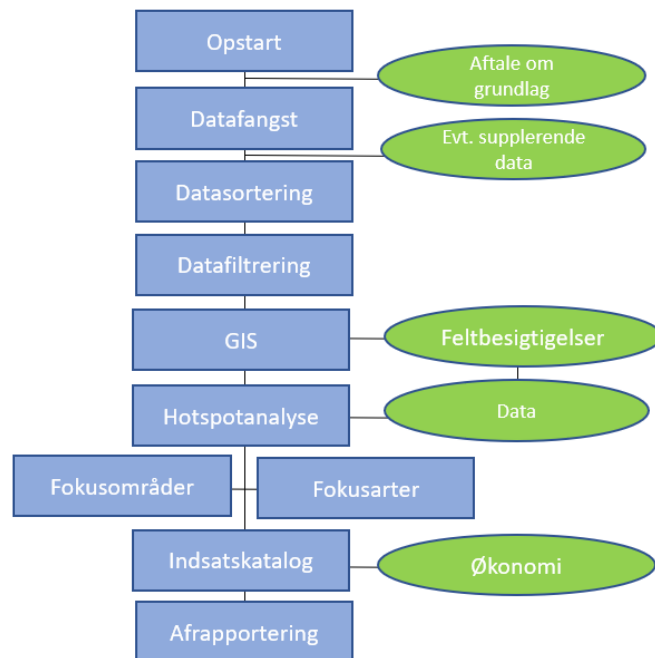 Opstart
Aftale om
grundlag
Datafangst
Evt. supplerende
data
Datasortering
Datafiltrering
GIS
Feltbesigtigelser
Hotspotanalyse
Data
Fokusområder
Fokusarter
Indsatskatalog
Økonomi
Afrapportering